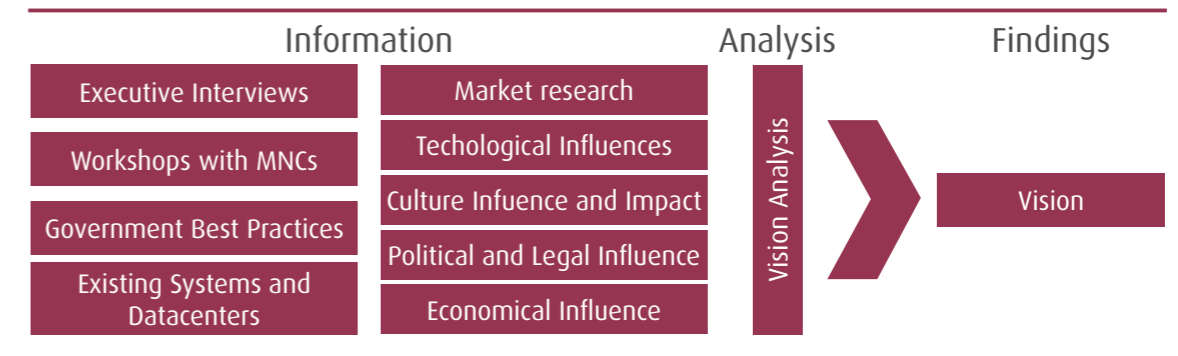 Information
Analysis
Findings
Executive Interviews
Workshops with MNCs
Government Best Practices
Existing Systems and
Datacenters
Market research
Techological Influences
Culture Infuence and Impact
Political and Legal Influence
Economical Influence
Vision Analysis
Vision